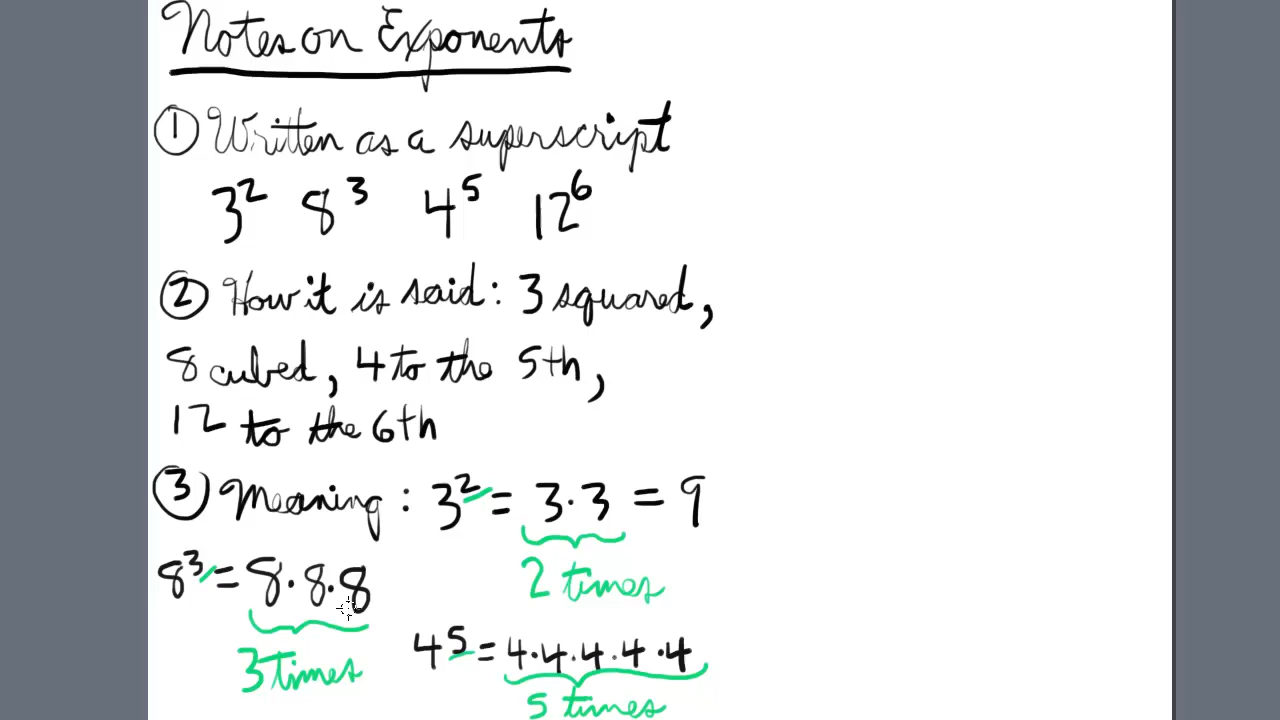 Notes on Exponents
① Written as a superscript
3² 8³ 4⁵ 12⁶
② How it is said: 3 squared,
8 cubed, 4 to the 5th,
12 to the 6th
③ Meaning: 3² = 3·3 = 9
2 times
8³ = 8·8·8
3 times
4⁵ = 4·4·4·4·4
5 times